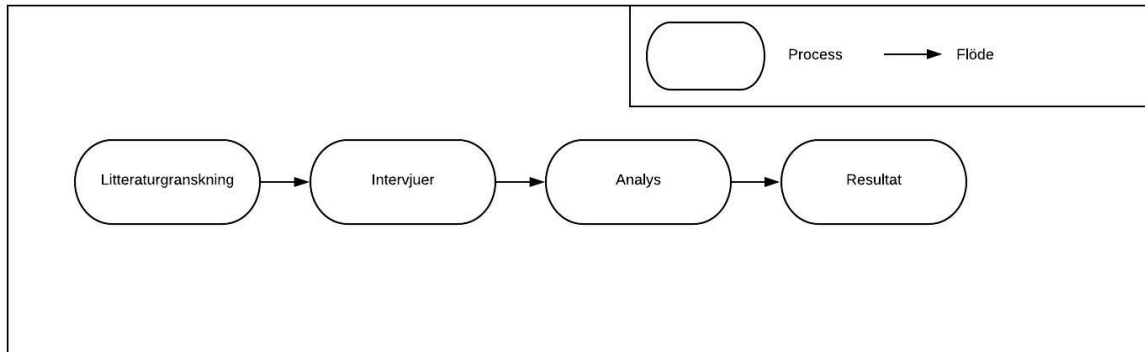 Process
Flöde
Litteraturgranskning
Intervjuer
Analys
Resultat